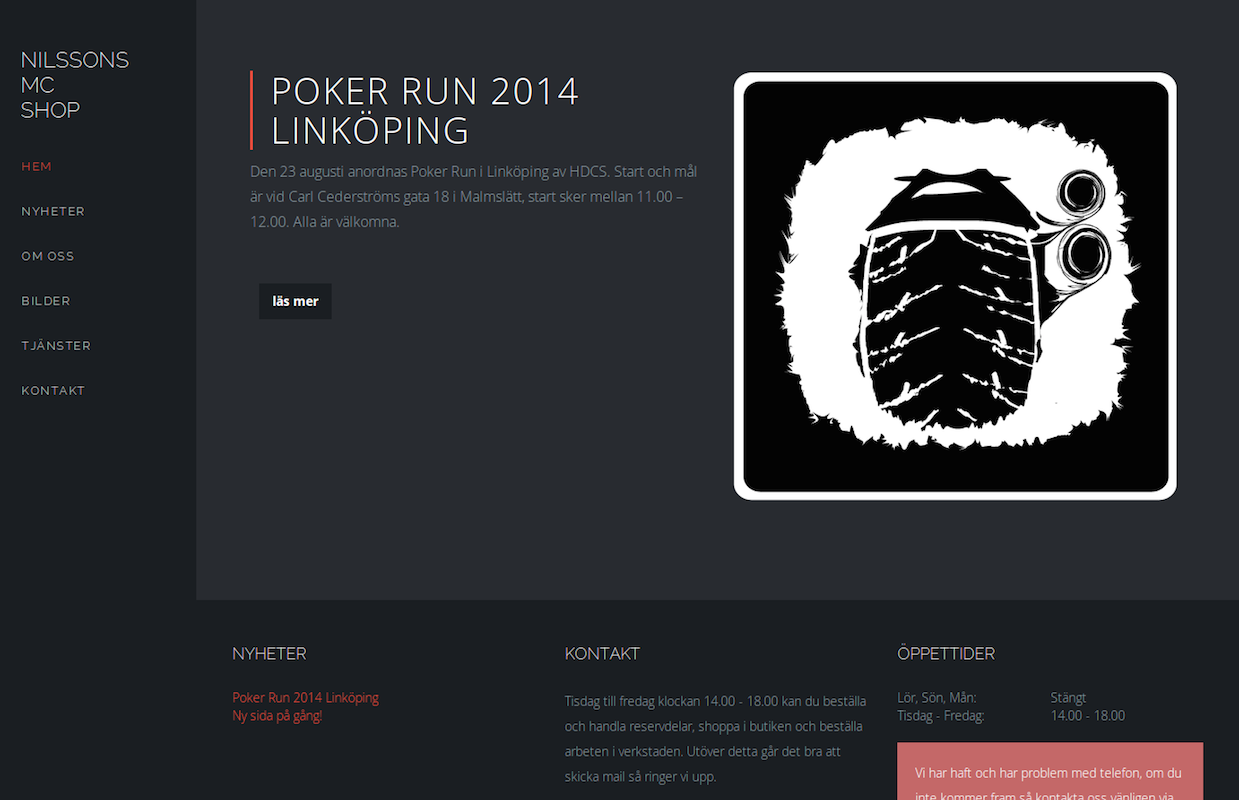 NILSSONS
MC
SHOP
HEM
NYHETER
OM OSS
BILDER
TJÄNSTER
KONTAKT
POKER RUN 2014
LINKÖPING
Den 23 augusti anordnas Poker Run i Linköping av HDCS. Start och mål
är vid Carl Cederströms gata 18 i Malmslätt, start sker mellan 11.00 –
12.00. Alla är välkomna.
läs mer
NYHETER
Poker Run 2014 Linköping
Ny sida på gång!
KONTAKT
Tisdag till fredag klockan 14.00 - 18.00 kan du beställa
och handla reservdelar, shoppa i butiken och beställa
arbeten i verkstaden. Utöver detta går det bra att
skicka mail så ringer vi upp.
ÖPPETTIDER
Lör, Sön, Mån: Stängt
Tisdag - Fredag: 14.00 - 18.00
Vi har haft och har problem med telefon, om du
inte kommer fram så kontakta oss vänligen via